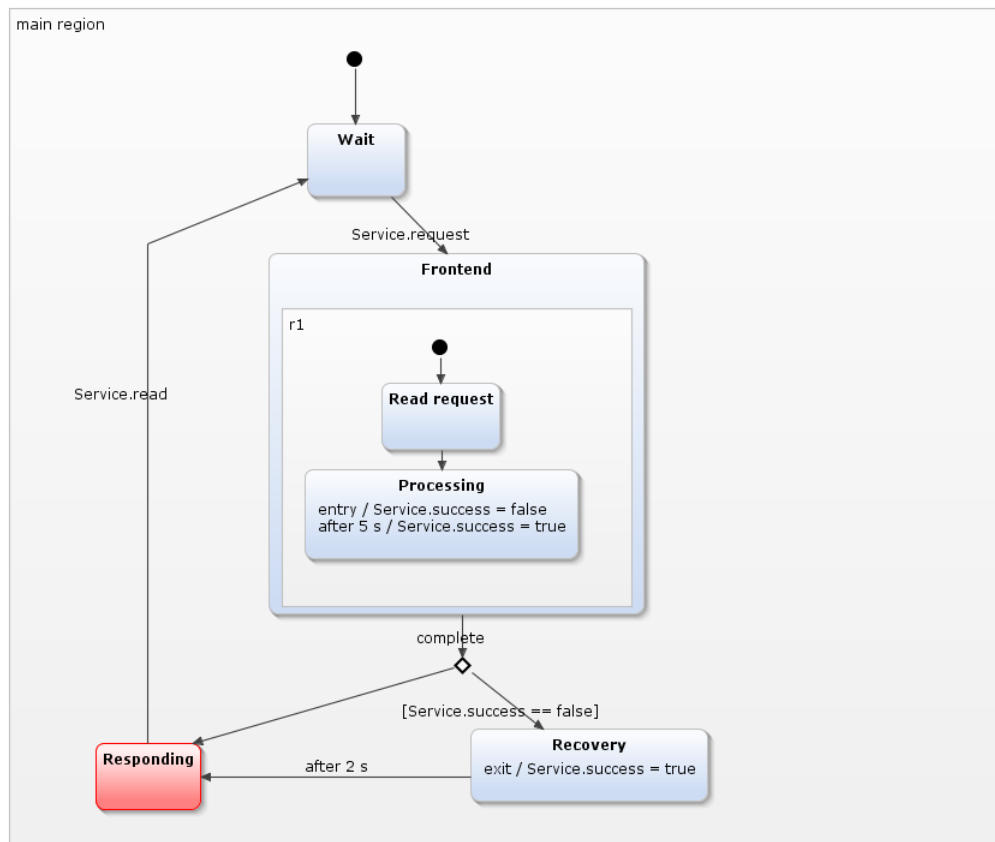 main region
Wait
Service.request
Frontend
r1
Read request
Service.read
Processing
entry / Service.success = false
after 5 s / Service.success = true
complete
[Service.success == false]
Recovery
exit / Service.success = true
Responding
after 2 s